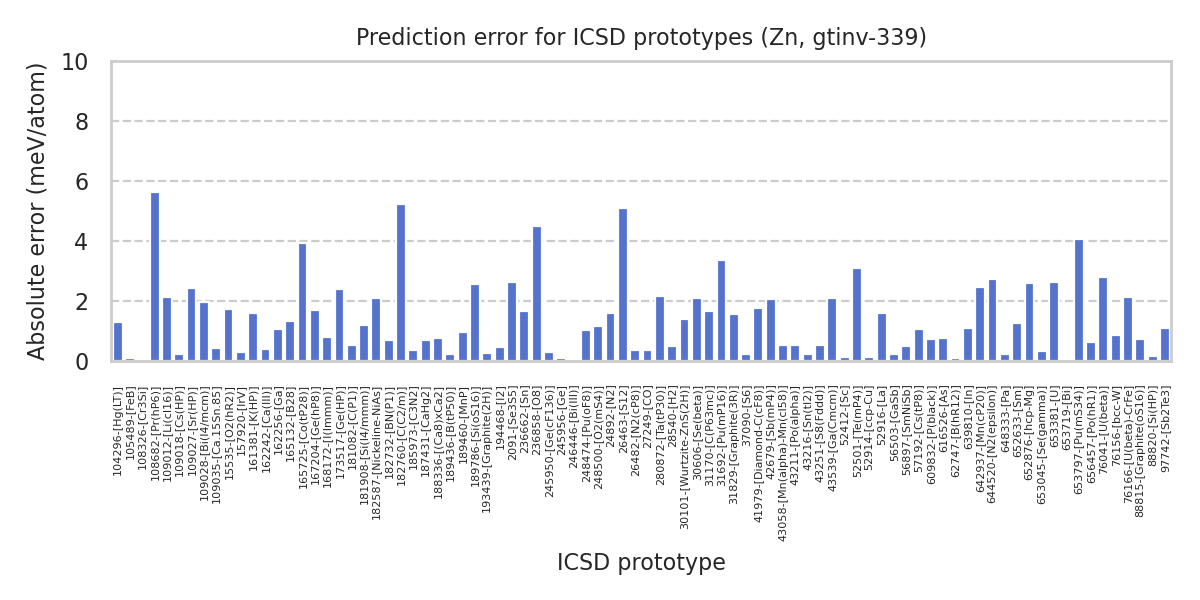 Prediction error for ICSD prototypes (Zn, gtinv-339)
Absolute error (meV/atom)
10
8
6
4
2
0
104296-[Hg(LT)]
105489-[FeB]
108326-[Cr3Si]
108682-[Pr(hP6)]
109012-[Li(cI16)]
109018-[Cs(HP)]
109027-[Sr(HP)]
109028-[Bi(I4/mcm)]
109035-[Ca.15Sn.85]
15535-[O2(hR2)]
157920-[IrV]
161381-[K(HP)]
162242-[Ca(III)]
162256-[Ga]
165132-[B28]
165725-[Co(tP28)]
167204-[Ge(hP8)]
168172-[I(Immm)]
173517-[Ge(HP)]
181082-[C(P1)]
181908-[Si(I4/mmm)]
182587-[Nickeline-NiAs]
182732-[BN(P1)]
182760-[C(C2/m)]
185973-[C3N2]
187431-[CaHg2]
188336-[(Ca8)xCa2]
189436-[B(tP50)]
189460-[MnP]
189786-[Si(oS16)]
193439-[Graphite(2H)]
194468-[I2]
2091-[Se3S5]
236662-[Sn]
236858-[O8]
245950-[Ge(cF136)]
245956-[Ge]
246446-[Bi(III)]
248474-[Pu(oF8)]
248500-[O2(mS4)]
24892-[N2]
26463-[S12]
26482-[N2(cP8)]
27249-[CO]
280872-[Ta(tP30)]
28540-[H2]
30101-[Wurtzite-ZnS(2H)]
30606-[Se(beta)]
31170-[C(P63mc)]
31692-[Pu(mP16)]
31829-[Graphite(3R)]
37090-[S6]
41979-[Diamond-C(cF8)]
42679-[Sb(mP4)]
43058-[Mn(alpha)-Mn(cI58)]
43211-[Po(alpha)]
43216-[Sn(tI2)]
43251-[S8(Fddd)]
43539-[Ga(Cmcm)]
52412-[Sc]
52501-[Te(mP4)]
52914-[fcc-Cu]
52916-[La]
56503-[GaSb]
56897-[SmNiSb]
57192-[Cs(tP8)]
609832-[P(black)]
616526-[As]
62747-[B(hR12)]
639810-[In]
642937-[Mn(cP20)]
644520-[N2(epsilon)]
648333-[Pa]
652633-[Sm]
652876-[hcp-Mg]
653045-[Se(gamma)]
653381-[U]
653719-[Bi]
653797-[Pu(mS34)]
656457-[Po(hR1)]
76041-[U(beta)]
76156-[bcc-W]
76166-[U(beta)-CrFe]
88815-[Graphite(oS16)]
88820-[Si(HP)]
97742-[Sb2Te3]
ICSD prototype